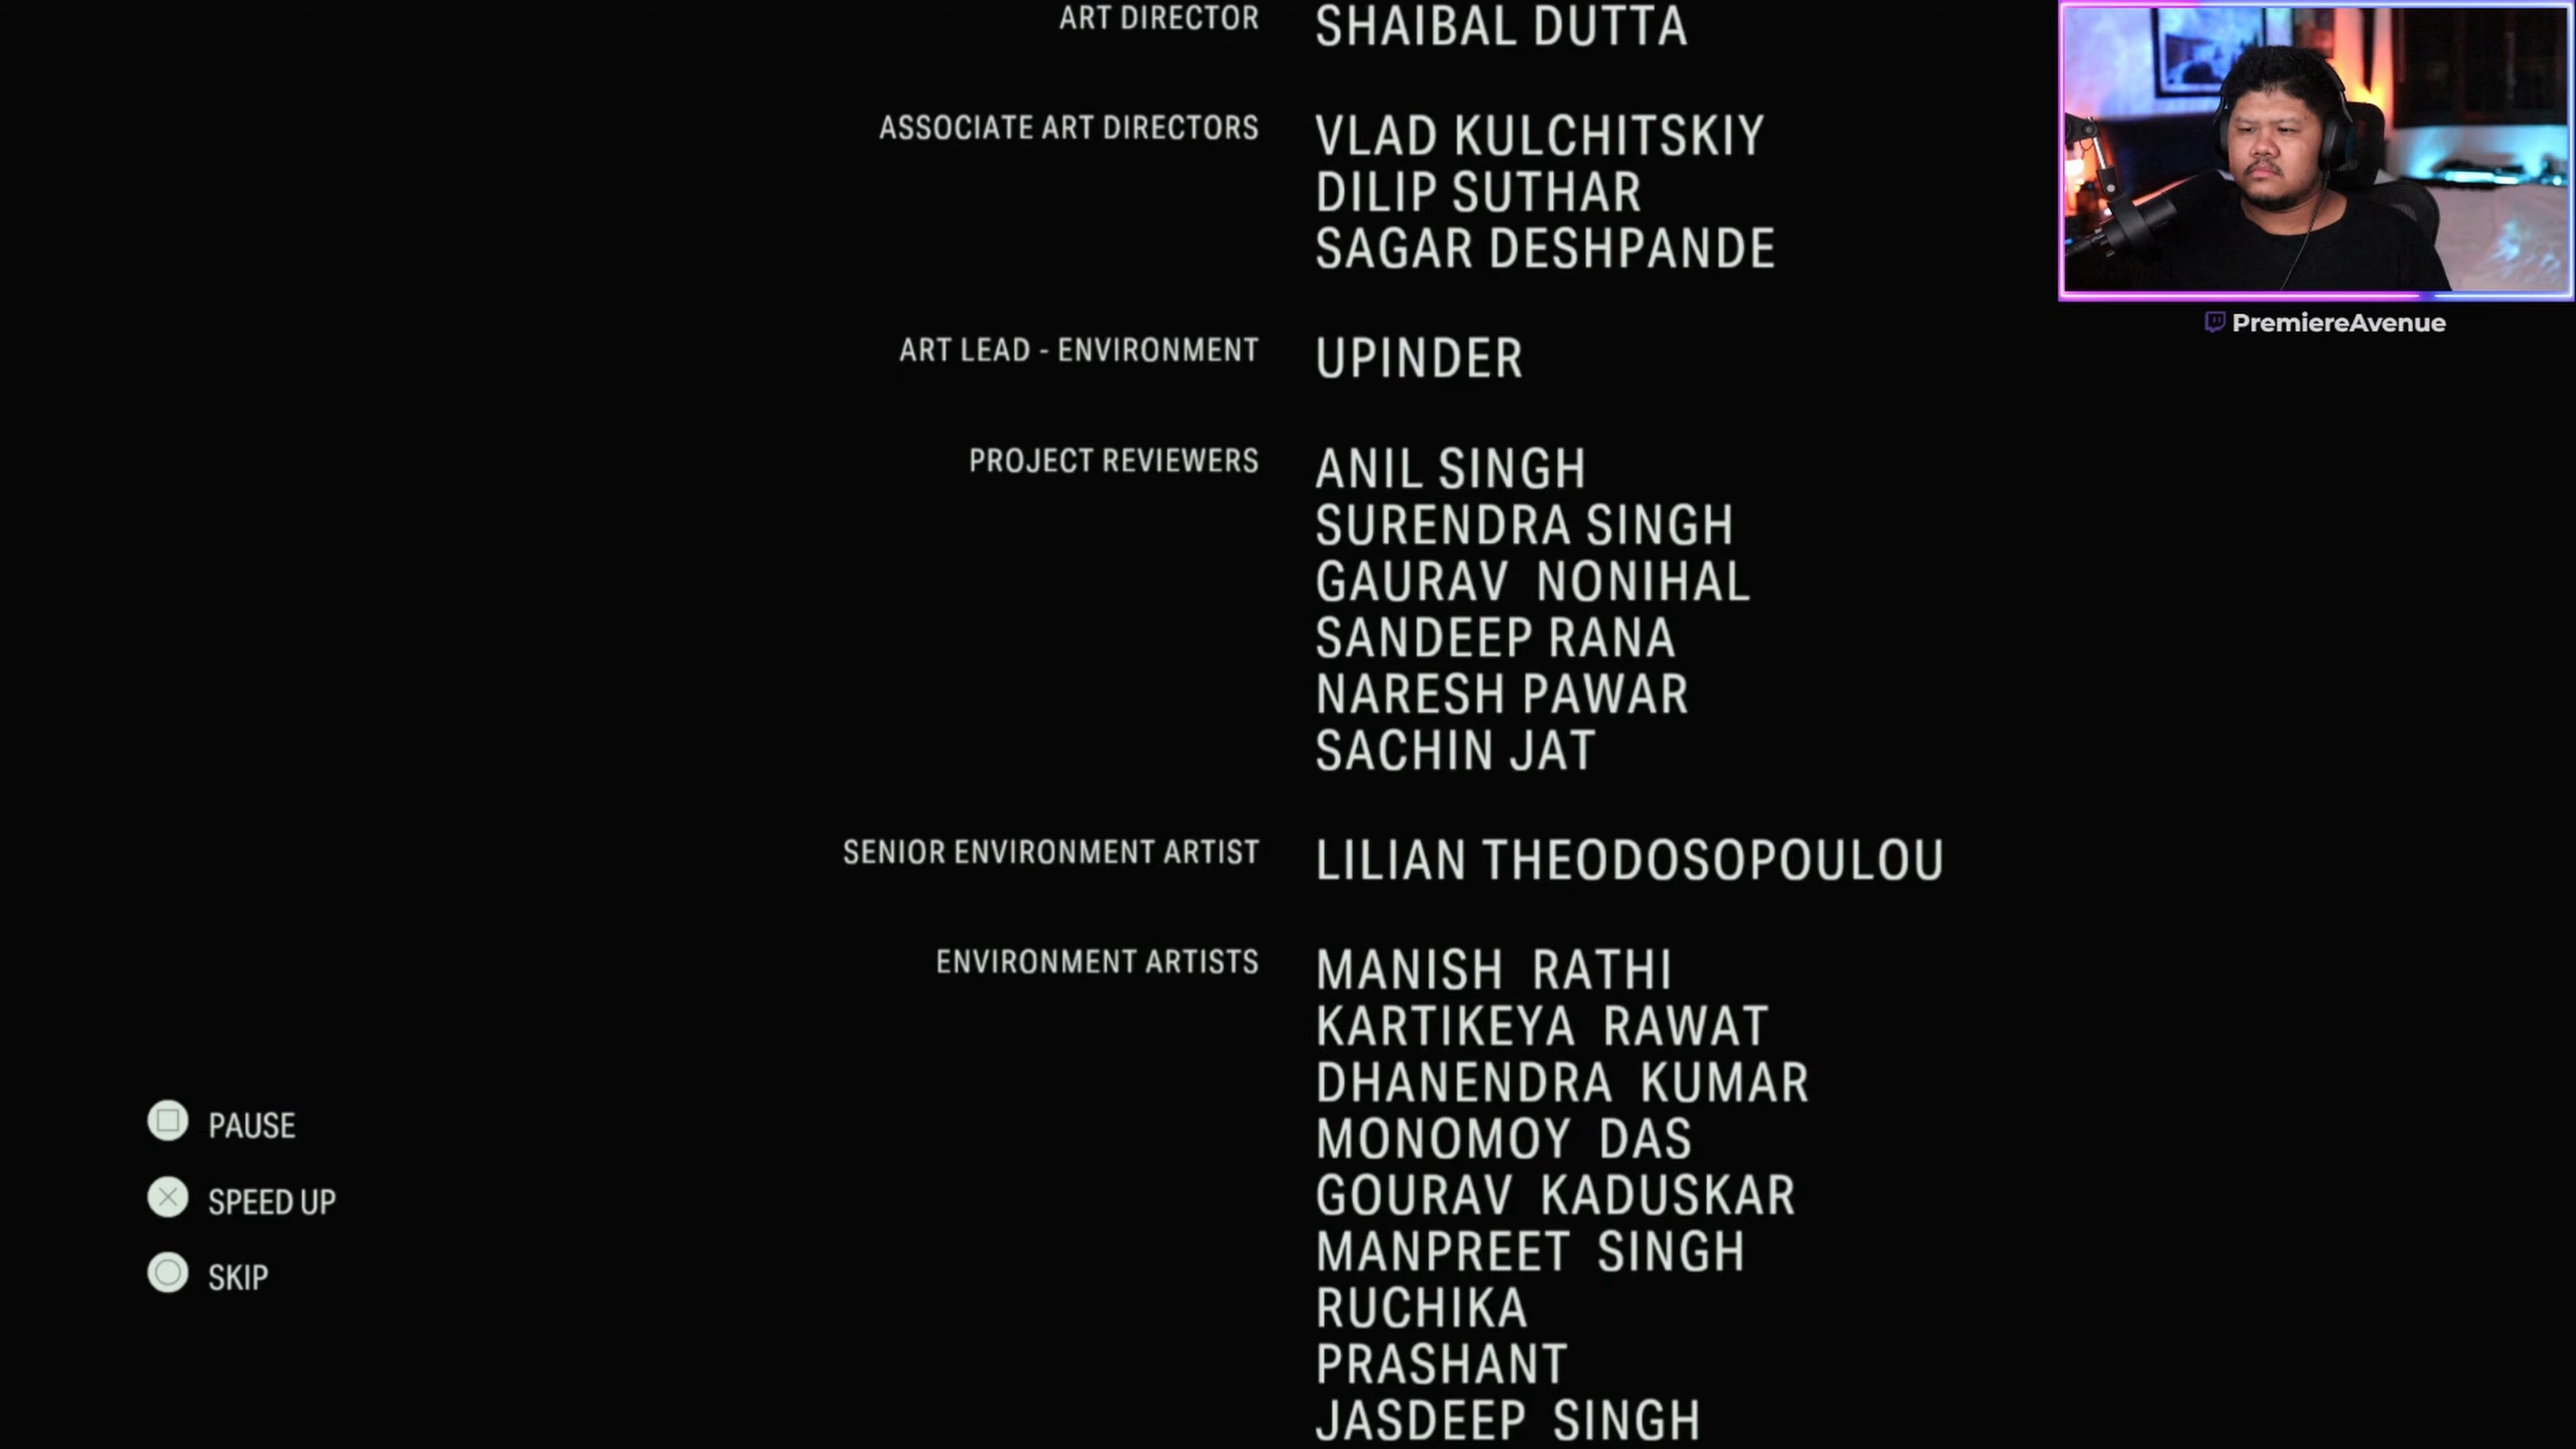 ART DIRECTOR SHAIBAL DUTTA
ASSOCIATE ART DIRECTORS VLAD KULCHITSKIY
DILIP SUTHAR
SAGAR DESHPANDE
PremiereAvenue
ART LEAD - ENVIRONMENT UPINDER
PROJECT REVIEWERS ANIL SINGH
SURENDRA SINGH
GAURAV NONIHAL
SANDEEP RANA
NARESH PAWAR
SACHIN JAT
SENIOR ENVIRONMENT ARTIST LILIAN THEODOSOPOULOU
ENVIRONMENT ARTISTS MANISH RATHI
KARTIKEYA RAWAT
DHANENDRA KUMAR
MONOMOY DAS
GOURAV KADUSKAR
MANPREET SINGH
RUCHIKA
PRASHANT
JASDEEP SINGH
PAUSE
SPEED UP
SKIP